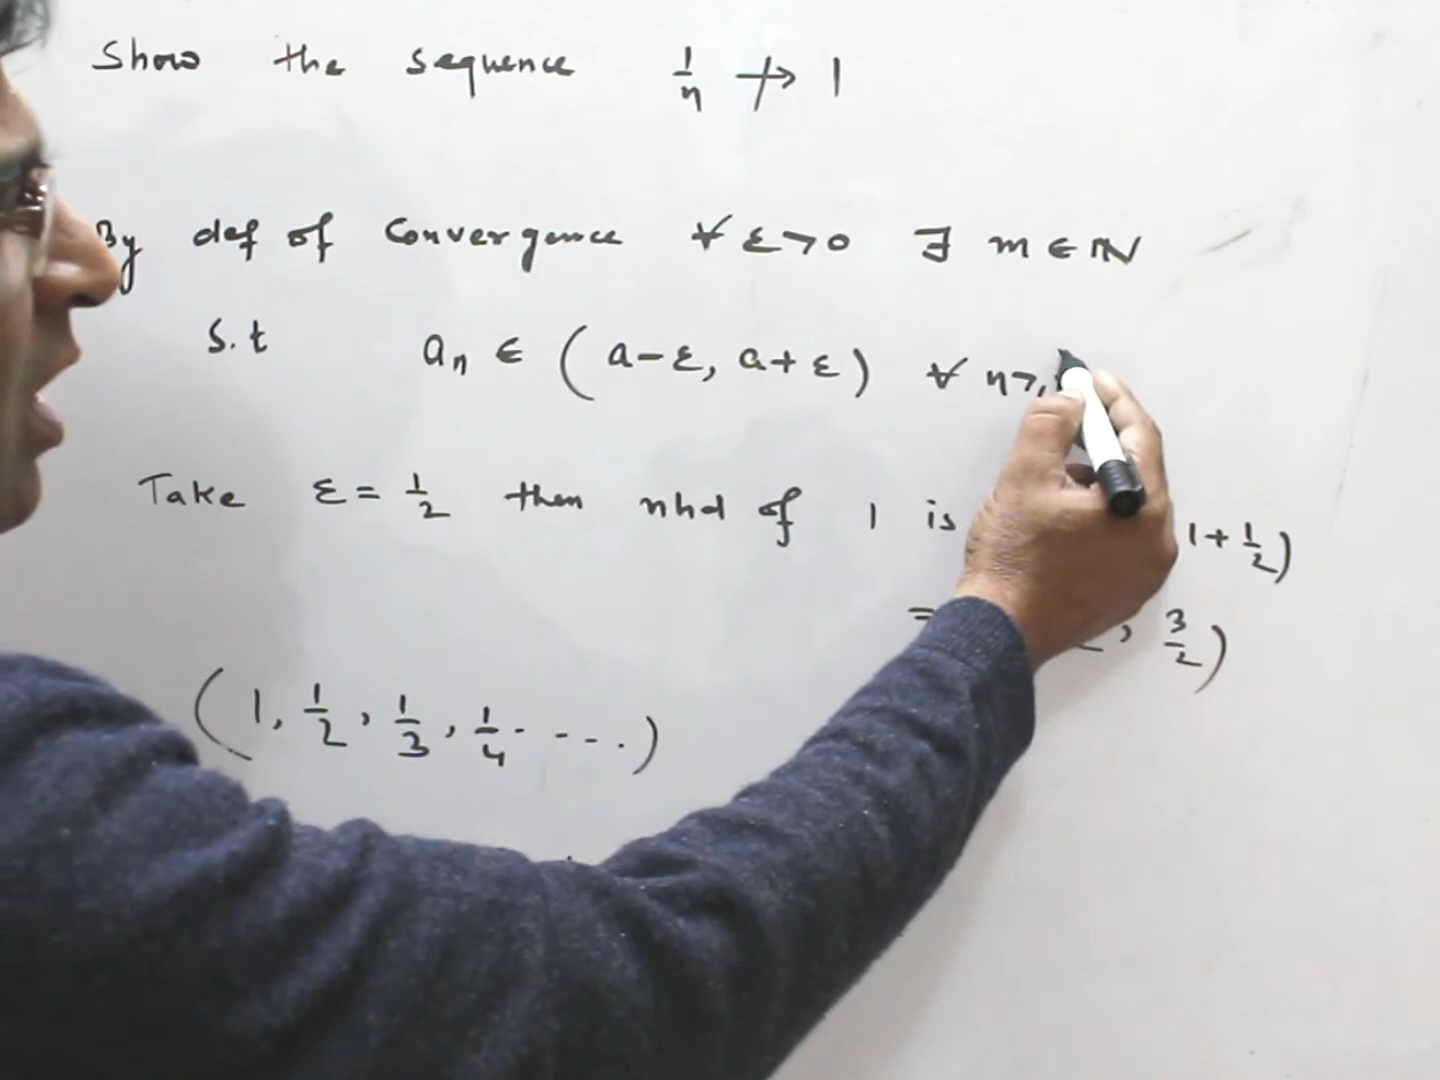 Show the sequence 1/n ↛ 1
By def of Convergence ∀ ε>0 ∃ m ∈ ℕ
S.t a_n ∈ (a-ε, a+ε) ∀ n≥
Take ε = 1/2 then nhd of 1 is 1+1/2)
= , 3/2)
(1, 1/2, 1/3, 1/4 . - - - .)